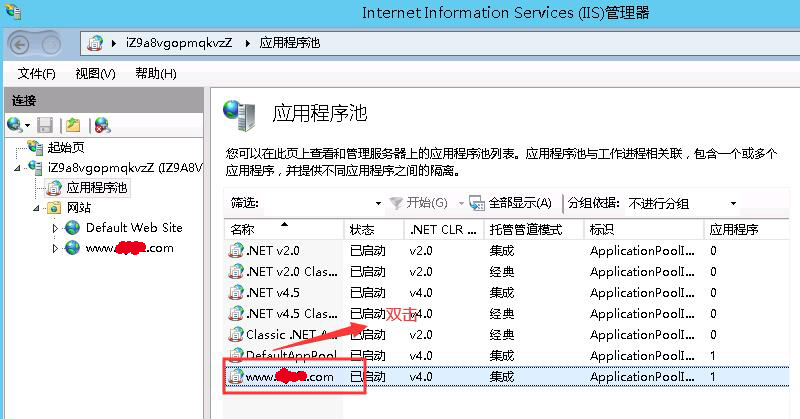 Internet Information Services (IIS)管理器
iZ9a8vgopmqkvzZ 应用程序池
文件(F) 视图(V) 帮助(H)
连接
起始页
iZ9a8vgopmqkvzZ (IZ9A8V
应用程序池
网站
Default Web Site
www. .com
应用程序池
您可以在此页上查看和管理服务器上的应用程序池列表。应用程序池与工作进程相关联，包含一个或多个
应用程序，并提供不同应用程序之间的隔离。
筛选: 开始(G) 全部显示(A) 分组依据: 不进行分组
名称 状态 .NET CLR ... 托管管道模式 标识 应用程序
.NET v2.0 已启动 v2.0 集成 ApplicationPoolI... 0
.NET v2.0 Clas... 已启动 v2.0 经典 ApplicationPoolI... 0
.NET v4.5 已启动 v4.0 集成 ApplicationPoolI... 0
.NET v4.5 Clas... 已启动 双击 v4.0 经典 ApplicationPoolI... 0
Classic .NET A... 已启动 v2.0 经典 ApplicationPoolI... 0
DefaultAppPool 已启动 v4.0 集成 ApplicationPoolI... 1
www. .com 已启动 v4.0 集成 ApplicationPoolI... 1